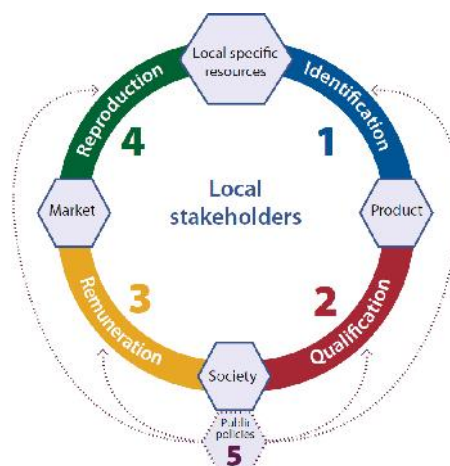 Local specific
resources
Identification
1
Product
2
Qualification
Society
3
Remuneration
Market
4
Reproduction
Local
stakeholders
Public
policies
5